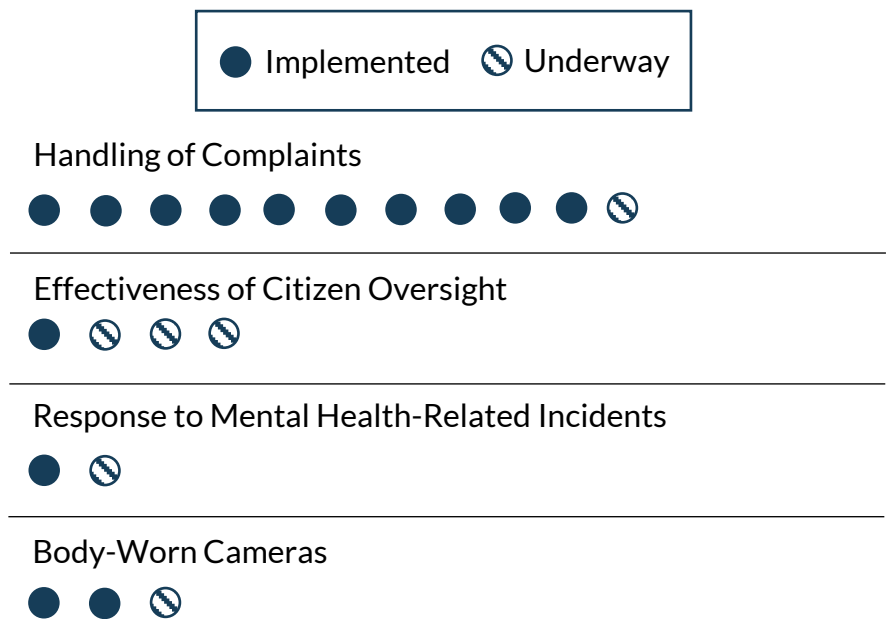 Implemented Underway
Handling of Complaints
Effectiveness of Citizen Oversight
Response to Mental Health-Related Incidents
Body-Worn Cameras